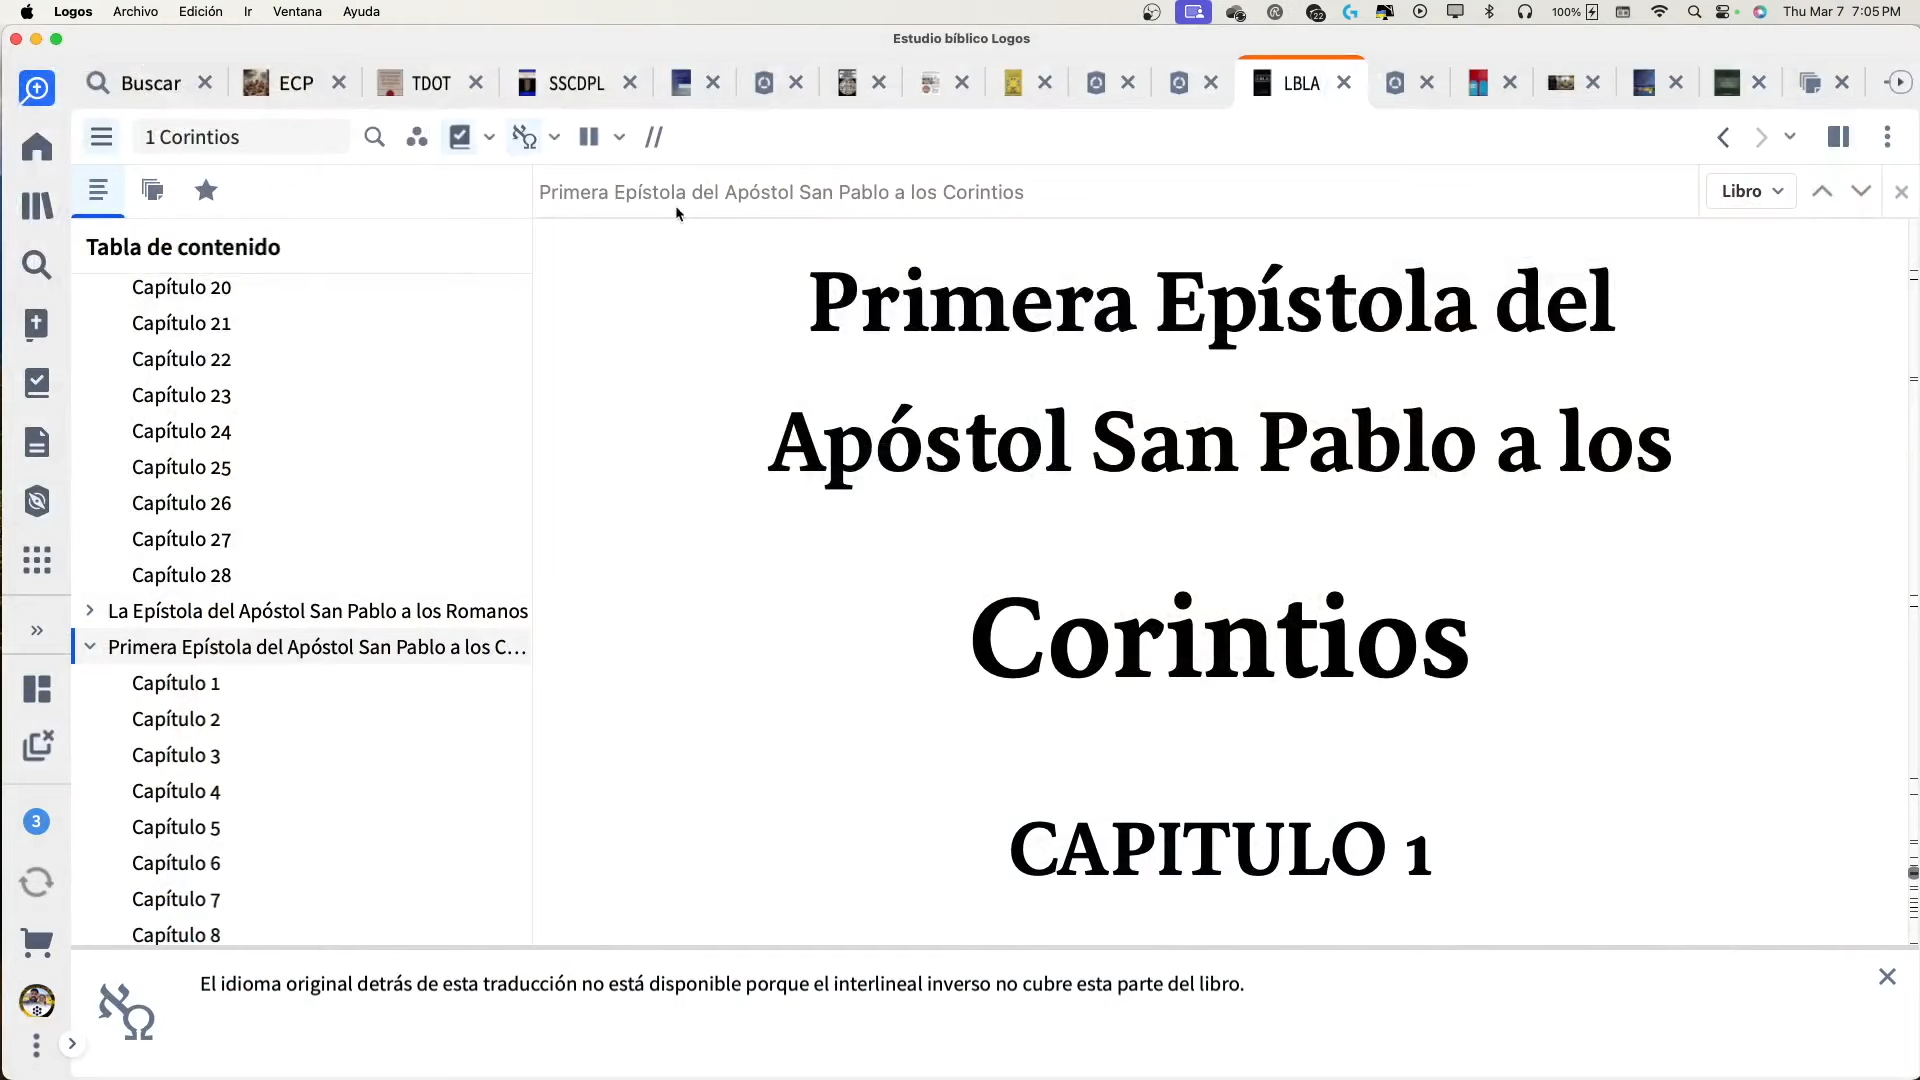 Logos Archivo Edición Ir Ventana Ayuda 22 100% Thu Mar 7 7:05 PM
Estudio bíblico Logos
Buscar ECP TDOT SSCDPL LBLA
1 Corintios
Primera Epístola del Apóstol San Pablo a los Corintios Libro
Tabla de contenido
Capítulo 20
Capítulo 21
Capítulo 22
Capítulo 23
Capítulo 24
Capítulo 25
Capítulo 26
Capítulo 27
Capítulo 28
La Epístola del Apóstol San Pablo a los Romanos
Primera Epístola del Apóstol San Pablo a los C...
Capítulo 1
Capítulo 2
Capítulo 3
Capítulo 4
Capítulo 5
Capítulo 6
Capítulo 7
Capítulo 8
Primera Epístola del
Apóstol San Pablo a los
Corintios
CAPITULO 1
3
El idioma original detrás de esta traducción no está disponible porque el interlineal inverso no cubre esta parte del libro.